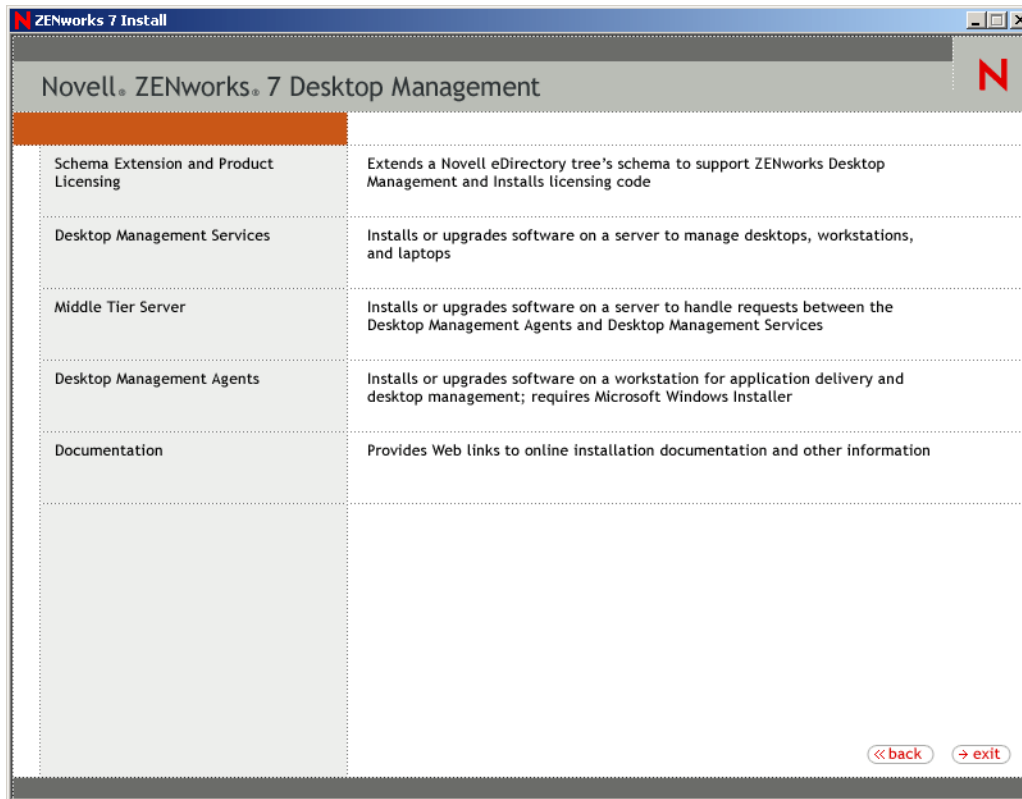 ZENworks 7 Install
Novell® ZENworks® 7 Desktop Management
Schema Extension and Product
Licensing
Extends a Novell eDirectory tree's schema to support ZENworks Desktop
Management and Installs licensing code
Desktop Management Services
Installs or upgrades software on a server to manage desktops, workstations,
and laptops
Middle Tier Server
Installs or upgrades software on a server to handle requests between the
Desktop Management Agents and Desktop Management Services
Desktop Management Agents
Installs or upgrades software on a workstation for application delivery and
desktop management; requires Microsoft Windows Installer
Documentation
Provides Web links to online installation documentation and other information
« back
→ exit